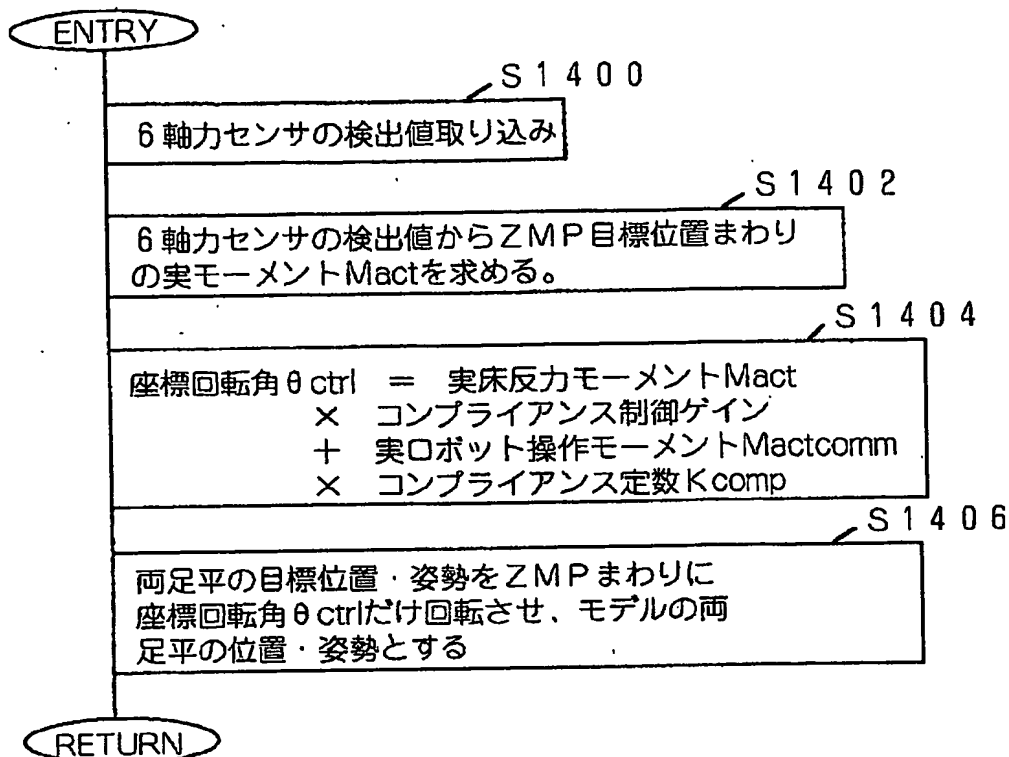 ENTRY
S1400
6軸力センサの検出値取り込み
S1402
6軸力センサの検出値からZMP目標位置まわり
の実モーメントMactを求める。
S1404
座標回転角θctrl = 実床反力モーメントMact
× コンプライアンス制御ゲイン
+ 実ロボット操作モーメントMactcomm
× コンプライアンス定数Kcomp
S1406
両足平の目標位置・姿勢をZMPまわりに
座標回転角θctrlだけ回転させ、モデルの両
足平の位置・姿勢とする
RETURN